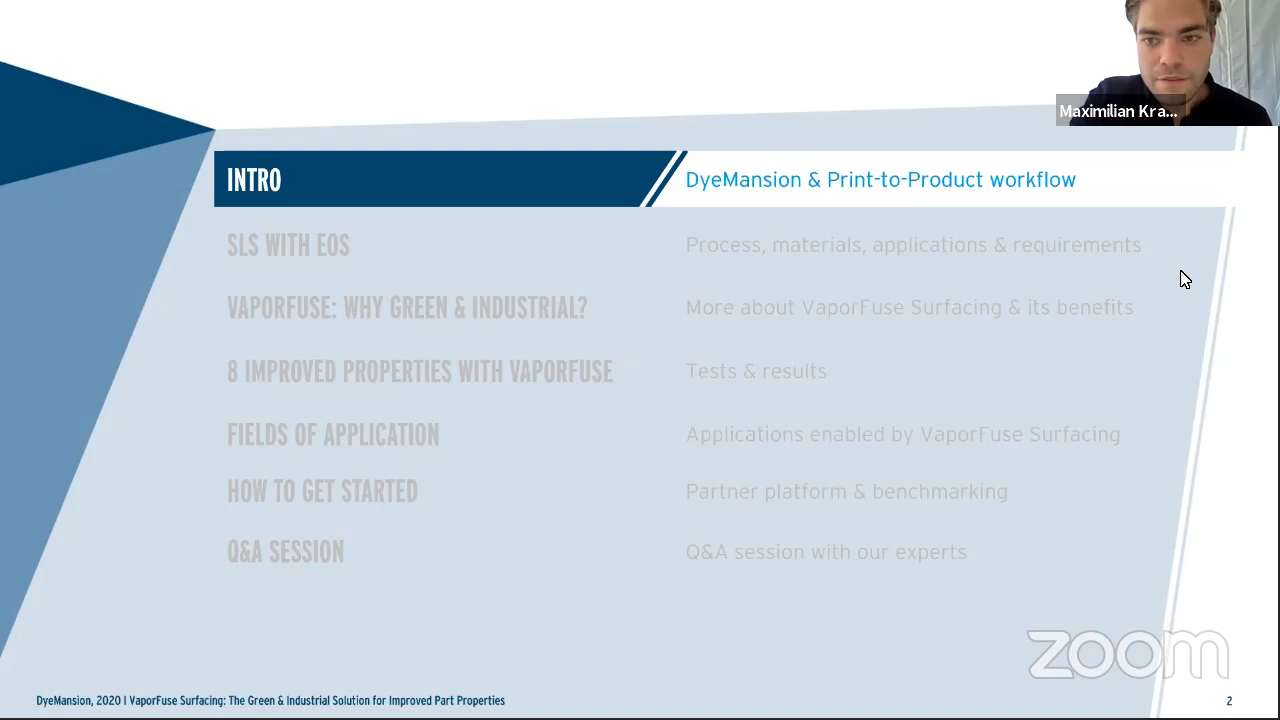 Maximilian Kra...
INTRO
DyeMansion & Print-to-Product workflow
SLS WITH EOS
Process, materials, applications & requirements
VAPORFUSE: WHY GREEN & INDUSTRIAL?
More about VaporFuse Surfacing & its benefits
8 IMPROVED PROPERTIES WITH VAPORFUSE
Tests & results
FIELDS OF APPLICATION
Applications enabled by VaporFuse Surfacing
HOW TO GET STARTED
Partner platform & benchmarking
Q&A SESSION
Q&A session with our experts
zoom
DyeMansion, 2020 | VaporFuse Surfacing: The Green & Industrial Solution for Improved Part Properties
2